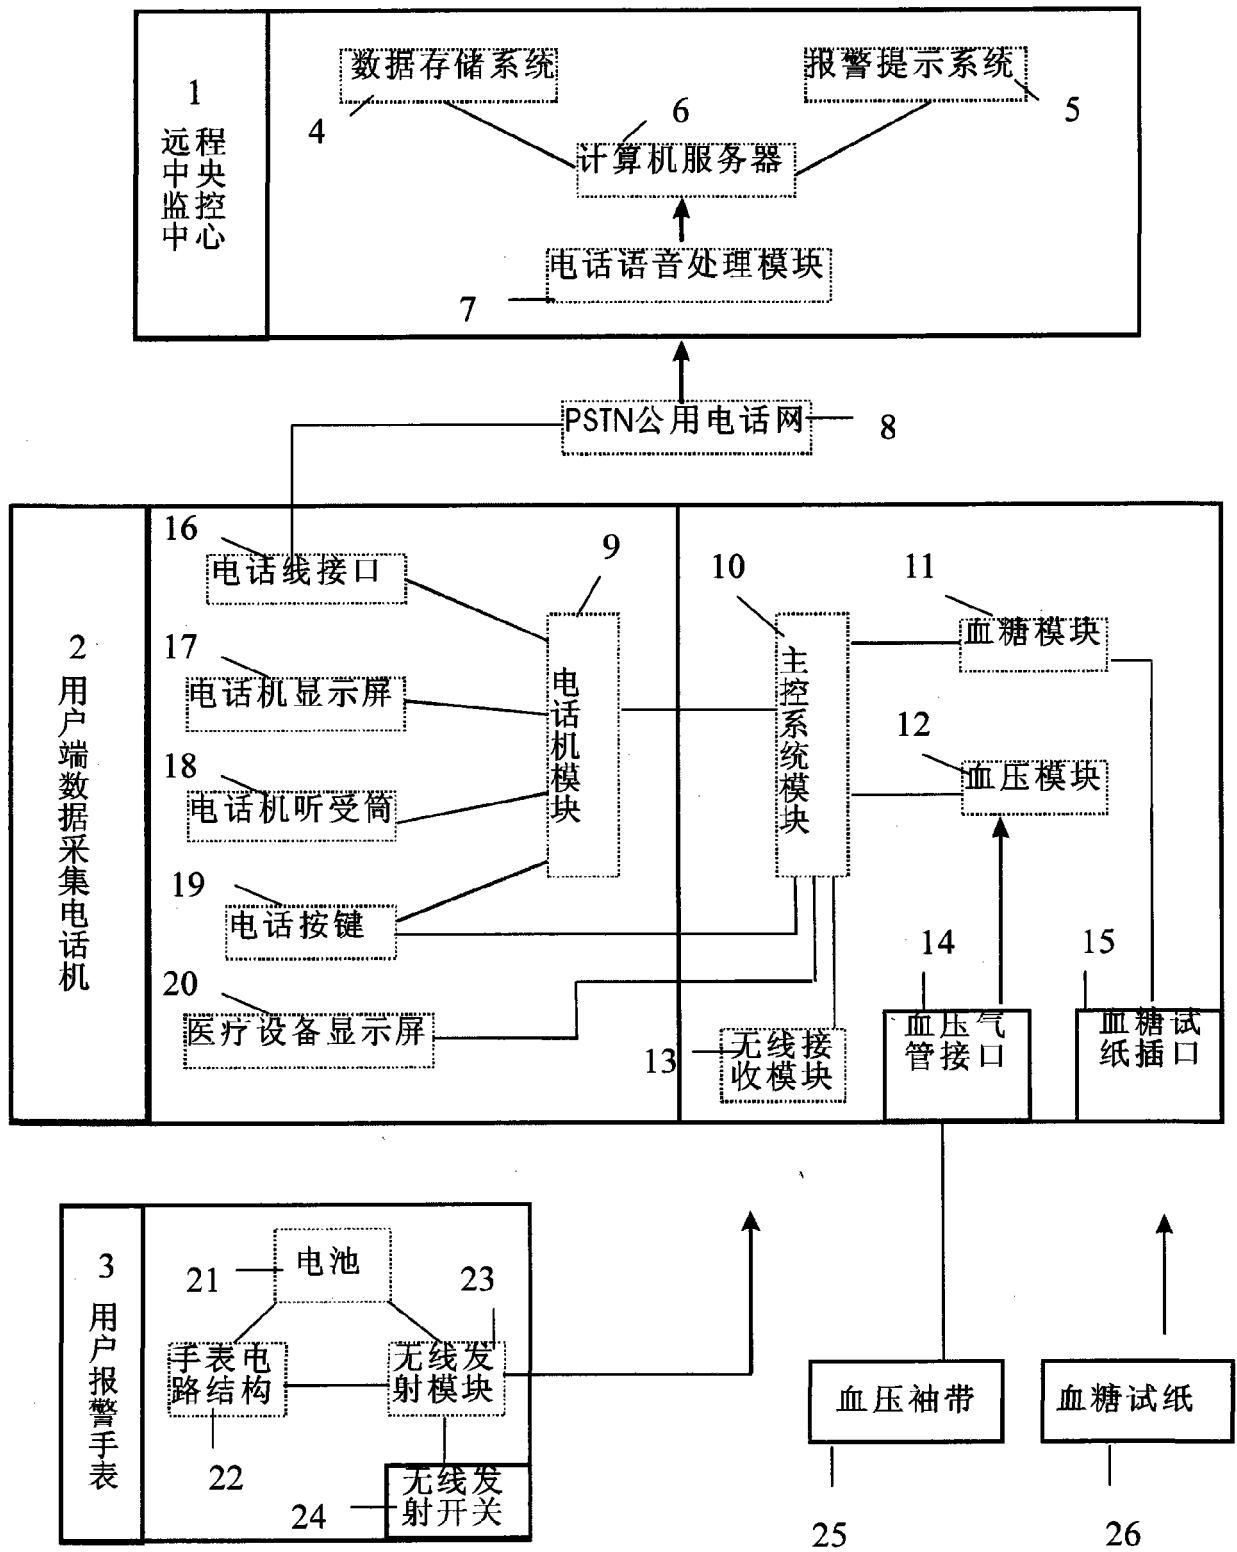 数据存储系统
报警提示系统
4
5
6
计算机服务器
1
远程
中央
监控
中心
电话语音处理模块
7
PSTN公用电话网
8
16
电话线接口
9
10
11
血糖模块
2
用户端数据采集电话机
17
电话机显示屏
电话机模块
主控系统模块
12
血压模块
18
电话机听受筒
19
电话按键
14
15
20
医疗设备显示屏
13
无线接
收模块
血压气
管接口
血糖试
纸插口
3
用户报警手表
21
电池
23
手表电
路结构
无线发
射模块
22
24
无线发
射开关
血压袖带
血糖试纸
25
26